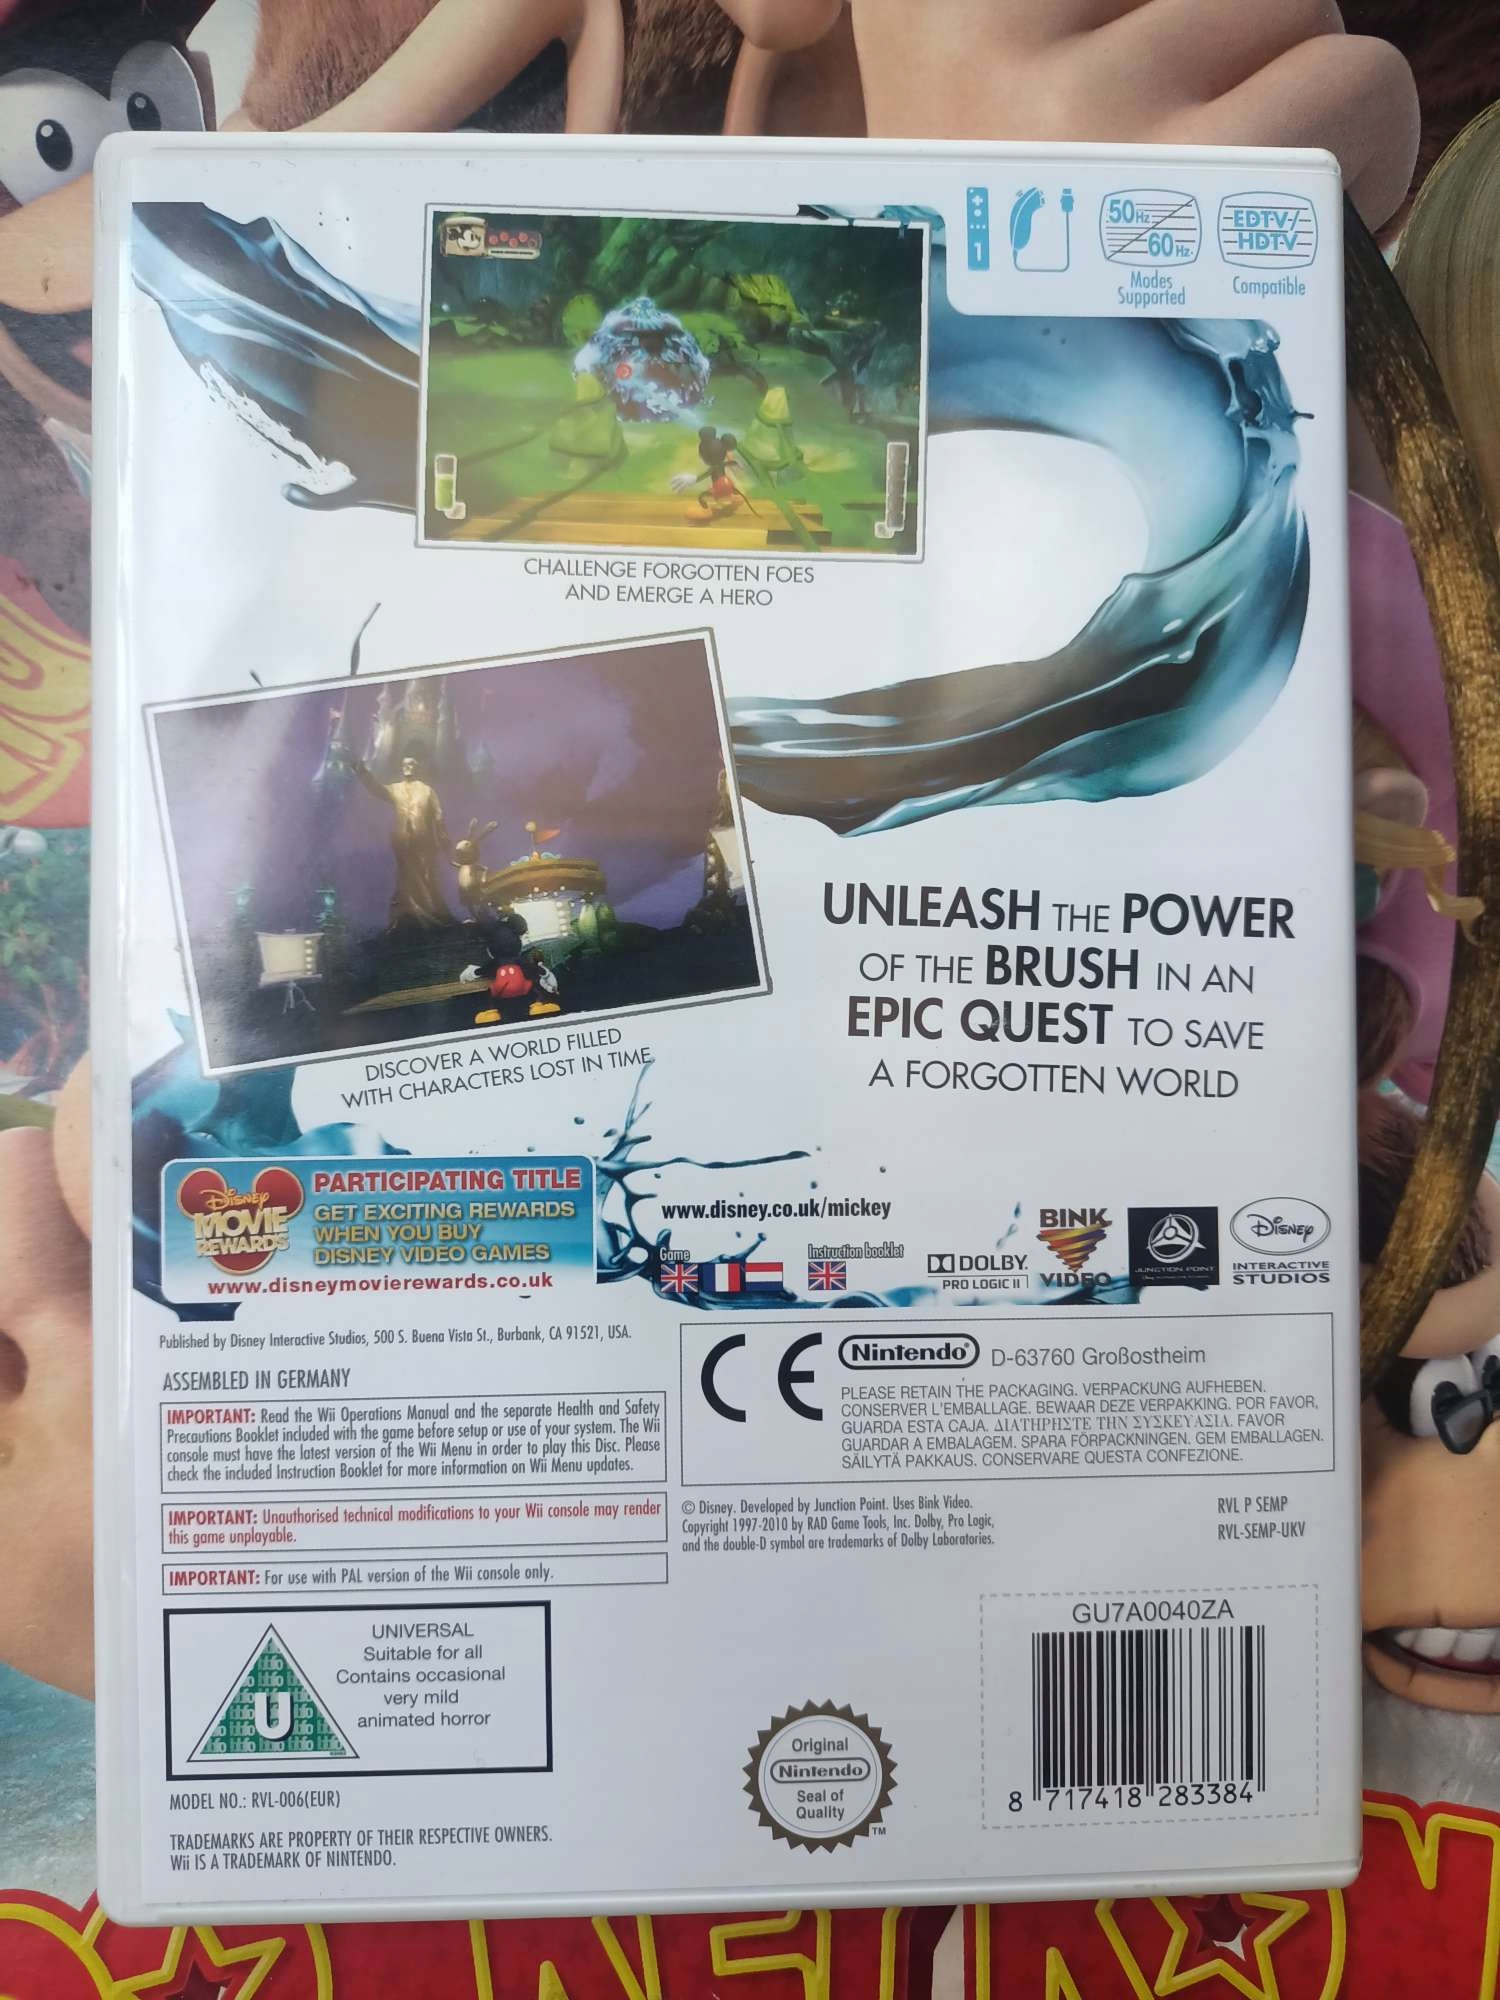 1
50Hz
60Hz
Modes
Supported
EDTV/
HDTV
Compatible
CHALLENGE FORGOTTEN FOES
AND EMERGE A HERO
DISCOVER A WORLD FILLED
WITH CHARACTERS LOST IN TIME
UNLEASH THE POWER
OF THE BRUSH IN AN
EPIC QUEST TO SAVE
A FORGOTTEN WORLD
Disney
MOVIE
REWARDS
PARTICIPATING TITLE
GET EXCITING REWARDS
WHEN YOU BUY
DISNEY VIDEO GAMES
www.disneymovierewards.co.uk
www.disney.co.uk/mickey
Game
Instruction booklet
DOLBY
PRO LOGIC II
BINK
VIDEO
JUNCTION POINT
Disney
INTERACTIVE
STUDIOS
Published by Disney Interactive Studios, 500 S. Buena Vista St., Burbank, CA 91521, USA.
ASSEMBLED IN GERMANY
IMPORTANT: Read the Wii Operations Manual and the separate Health and Safety
Precautions Booklet included with the game before setup or use of your system. The Wii
console must have the latest version of the Wii Menu in order to play this Disc. Please
check the included Instruction Booklet for more information on Wii Menu updates.
IMPORTANT: Unauthorised technical modifications to your Wii console may render
this game unplayable.
IMPORTANT: For use with PAL version of the Wii console only.
CE
Nintendo®
D-63760 Großostheim
PLEASE RETAIN THE PACKAGING. VERPACKUNG AUFHEBEN.
CONSERVER L'EMBALLAGE. BEWAAR DEZE VERPAKKING. POR FAVOR,
GUARDA ESTA CAJA. ΔΙΑΤΗΡΗΣΤΕ ΤΗΝ ΣΥΣΚΕΥΑΣΙΑ. FAVOR
GUARDAR A EMBALAGEM. SPARA FÖRPACKNINGEN. GEM EMBALLAGEN.
SÄILYTÄ PAKKAUS. CONSERVARE QUESTA CONFEZIONE.
© Disney. Developed by Junction Point. Uses Bink Video.
Copyright 1997-2010 by RAD Game Tools, Inc. Dolby, Pro Logic,
and the double-D symbol are trademarks of Dolby Laboratories.
RVL P SEMP
RVL-SEMP-UKV
U
UNIVERSAL
Suitable for all
Contains occasional
very mild
animated horror
MODEL NO.: RVL-006(EUR)
TRADEMARKS ARE PROPERTY OF THEIR RESPECTIVE OWNERS.
Wii IS A TRADEMARK OF NINTENDO.
Original
Nintendo
Seal of
Quality
TM
GU7A0040ZA
8 717418 283384